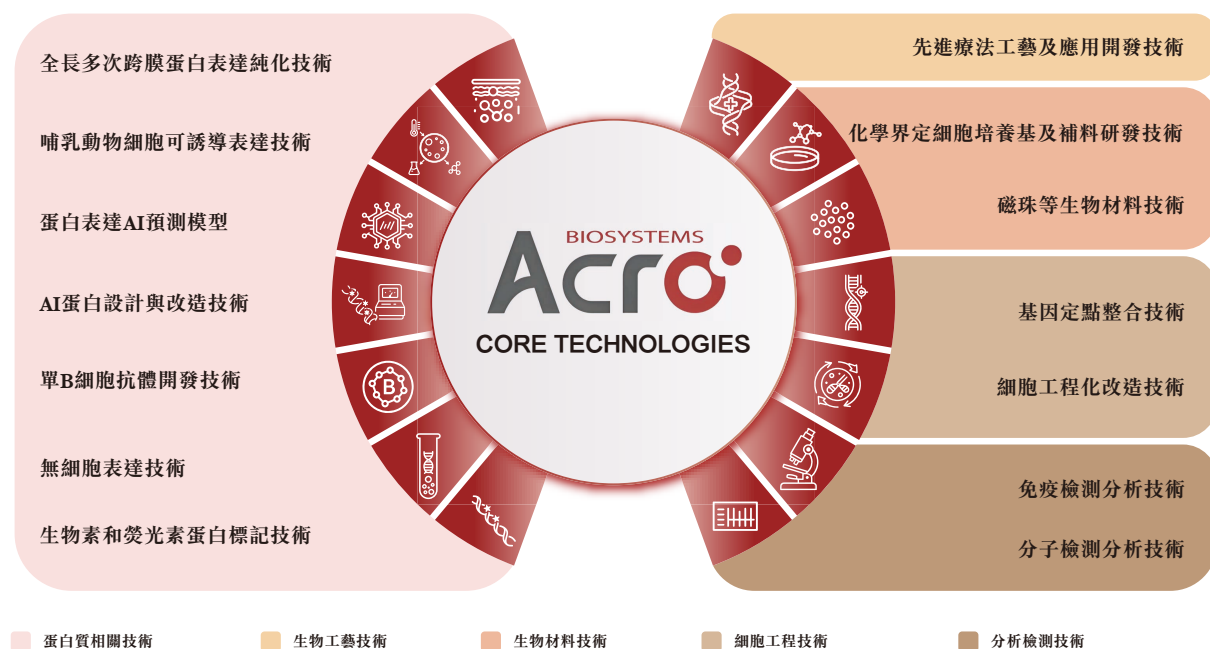 全長多次跨膜蛋白表達純化技術
哺乳動物細胞可誘導表達技術
蛋白表達AI預測模型
AI蛋白設計與改造技術
單B細胞抗體開發技術
無細胞表達技術
生物素和熒光素蛋白標記技術
B
BIOSYSTEMS
Acro
CORE TECHNOLOGIES
先進療法工藝及應用開發技術
化學界定細胞培養基及補料研發技術
磁珠等生物材料技術
基因定點整合技術
細胞工程化改造技術
免疫檢測分析技術
分子檢測分析技術
蛋白質相關技術
生物工藝技術
生物材料技術
細胞工程技術
分析檢測技術